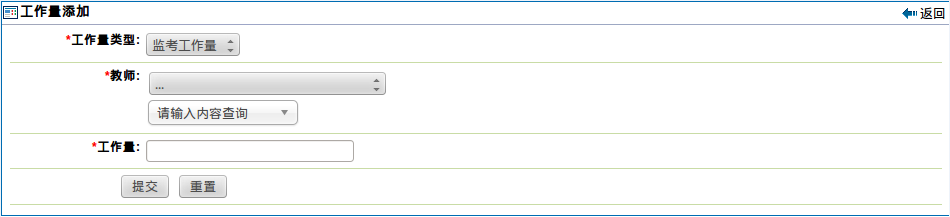 工作量添加 返回
*工作量类型: 监考工作量
*教师: ...
请输入内容查询
*工作量:
提交 重置